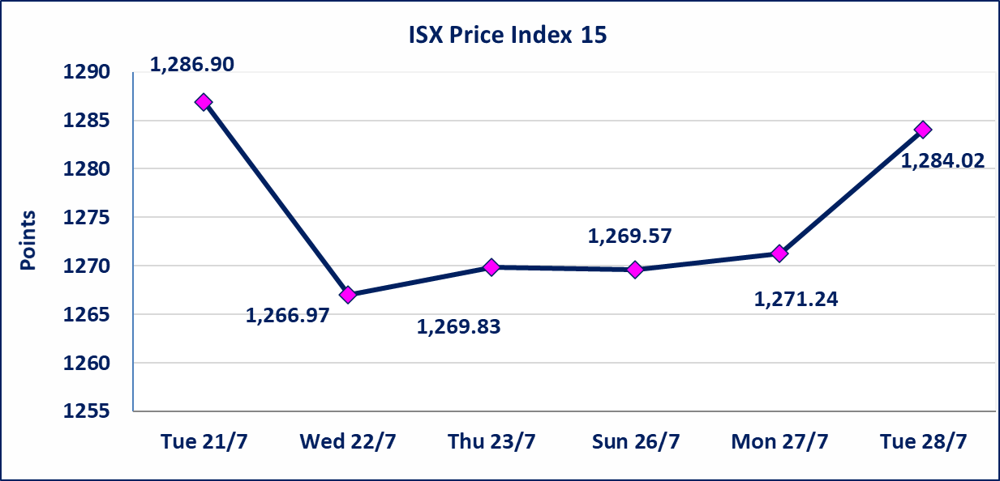 ISX Price Index 15
1,286.90
1290
1285
1280
1275
1270
1265
1260
1255
Points
1,266.97
1,269.83
1,269.57
1,271.24
1,284.02
Tue 21/7
Wed 22/7
Thu 23/7
Sun 26/7
Mon 27/7
Tue 28/7